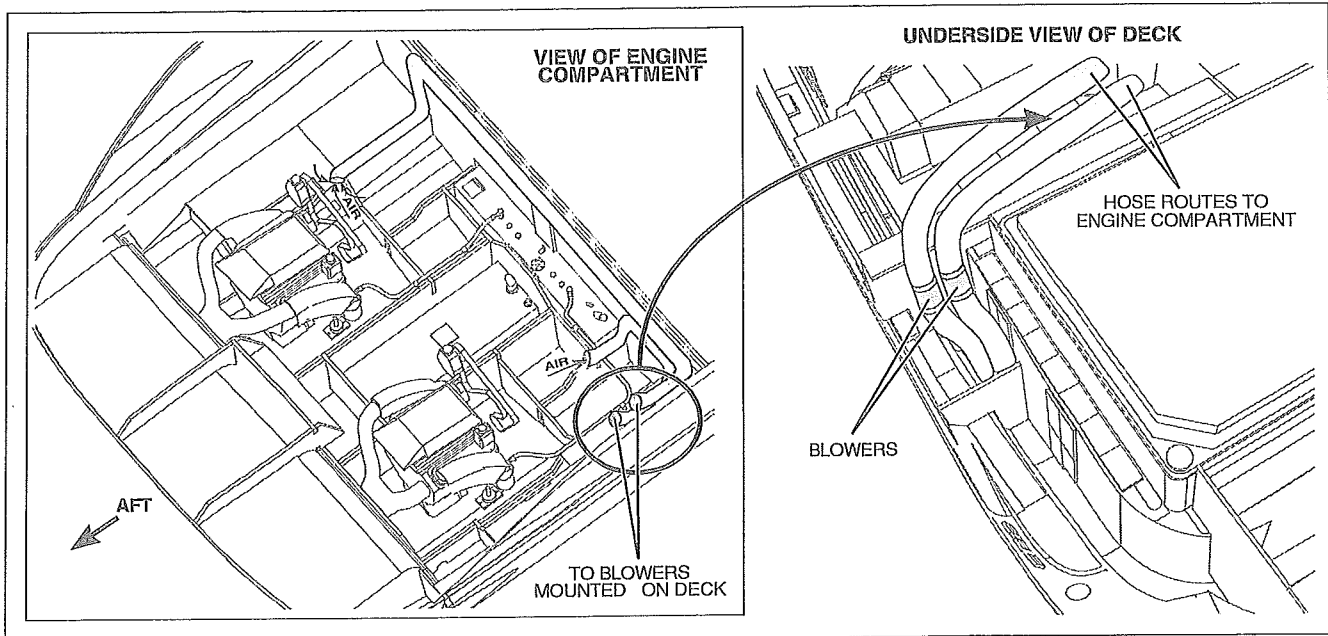 VIEW OF ENGINE
COMPARTMENT
AIR
AIR
AFT
TO BLOWERS
MOUNTED ON DECK
UNDERSIDE VIEW OF DECK
HOSE ROUTES TO
ENGINE COMPARTMENT
BLOWERS